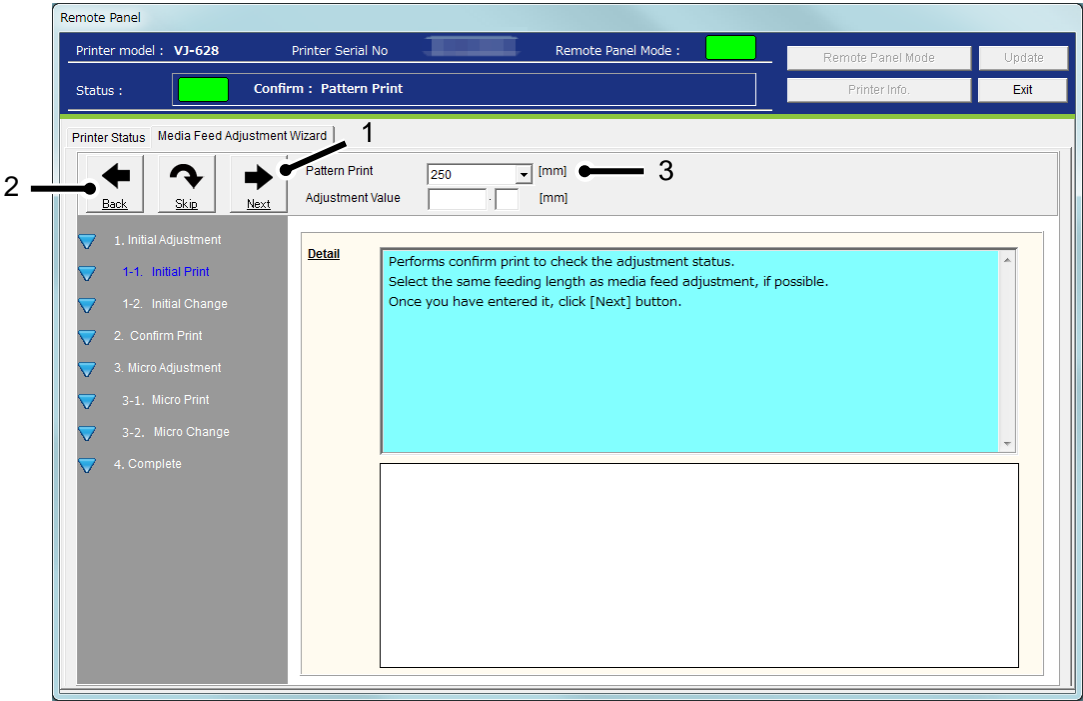 Remote Panel
Printer model : VJ-628 Printer Serial No Remote Panel Mode :
Remote Panel Mode Update
Status : Confirm : Pattern Print
Printer Info. Exit
Printer Status Media Feed Adjustment Wizard
1
2
Back Skip Next
Pattern Print 250 [mm]
3
Adjustment Value . [mm]
1. Initial Adjustment
1-1. Initial Print
1-2. Initial Change
2. Confirm Print
3. Micro Adjustment
3-1. Micro Print
3-2. Micro Change
4. Complete
Detail
Performs confirm print to check the adjustment status.
Select the same feeding length as media feed adjustment, if possible.
Once you have entered it, click [Next] button.